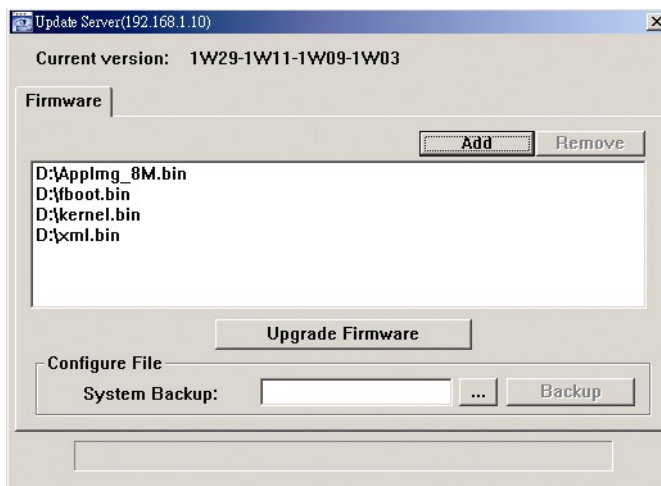 Update Server(192.168.1.10)
Current version: 1W29-1W11-1W09-1W03
Firmware
Add Remove
D:\AppImg_8M.bin
D:\fboot.bin
D:\kernel.bin
D:\xml.bin
Upgrade Firmware
Configure File
System Backup: ... Backup